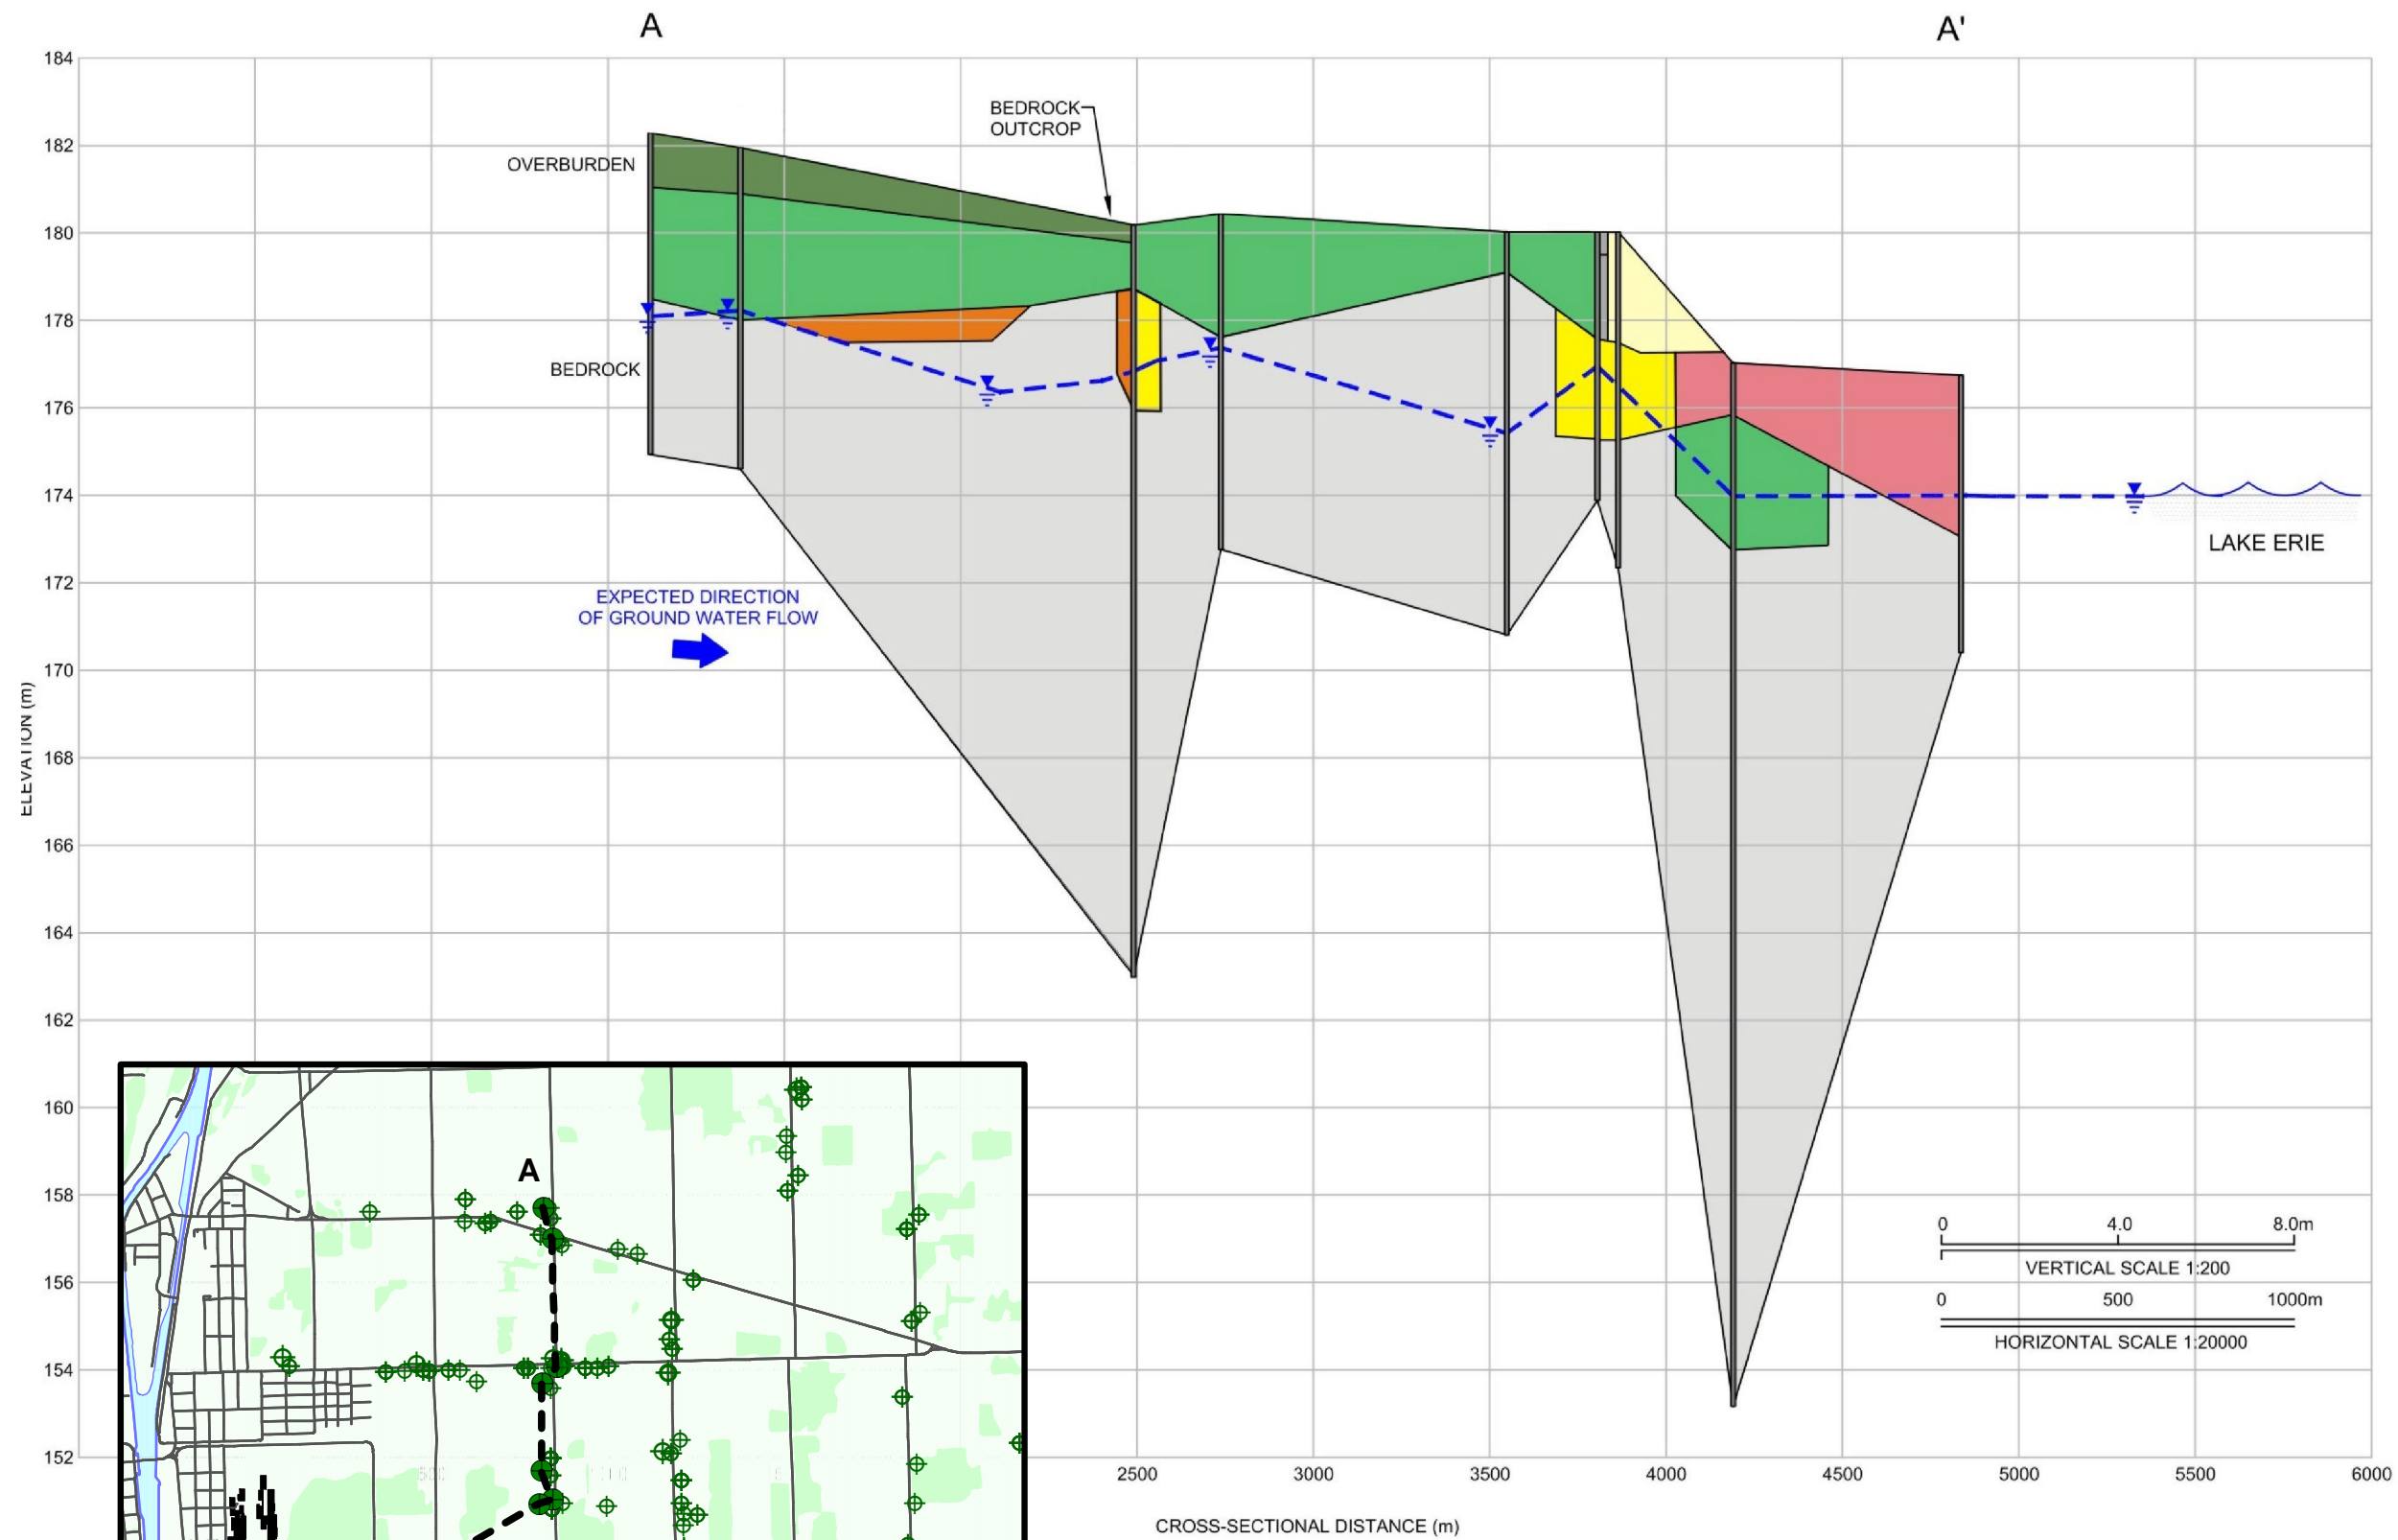 A
A'
184
BEDROCK
OUTCROP
182
OVERBURDEN
180
178
BEDROCK
176
174
LAKE ERIE
172
EXPECTED DIRECTION
OF GROUND WATER FLOW
170
ELEVATION (m)
168
166
164
162
160
158
156
154
152
A
0 4.0 8.0m
VERTICAL SCALE 1:200
0 500 1000m
HORIZONTAL SCALE 1:20000
2500 3000 3500 4000 4500 5000 5500 6000
CROSS-SECTIONAL DISTANCE (m)